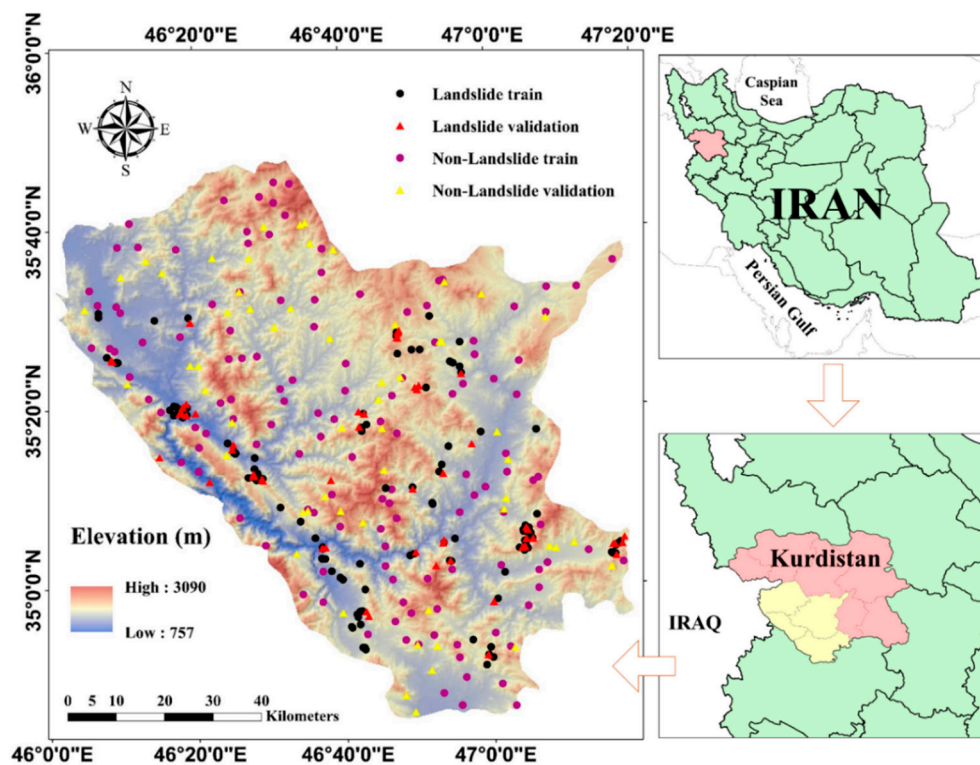 46°20'0"E 46°40'0"E 47°0'0"E 47°20'0"E
36°0'0"N
35°40'0"N
35°20'0"N
35°0'0"N
N
W E
S
Landslide train
Landslide validation
Non-Landslide train
Non-Landslide validation
Elevation (m)
High : 3090
Low : 757
0 5 10 20 30 40
Kilometers
46°0'0"E 46°20'0"E 46°40'0"E 47°0'0"E
Caspian
Sea
IRAN
Persian Gulf
Kurdistan
IRAQ